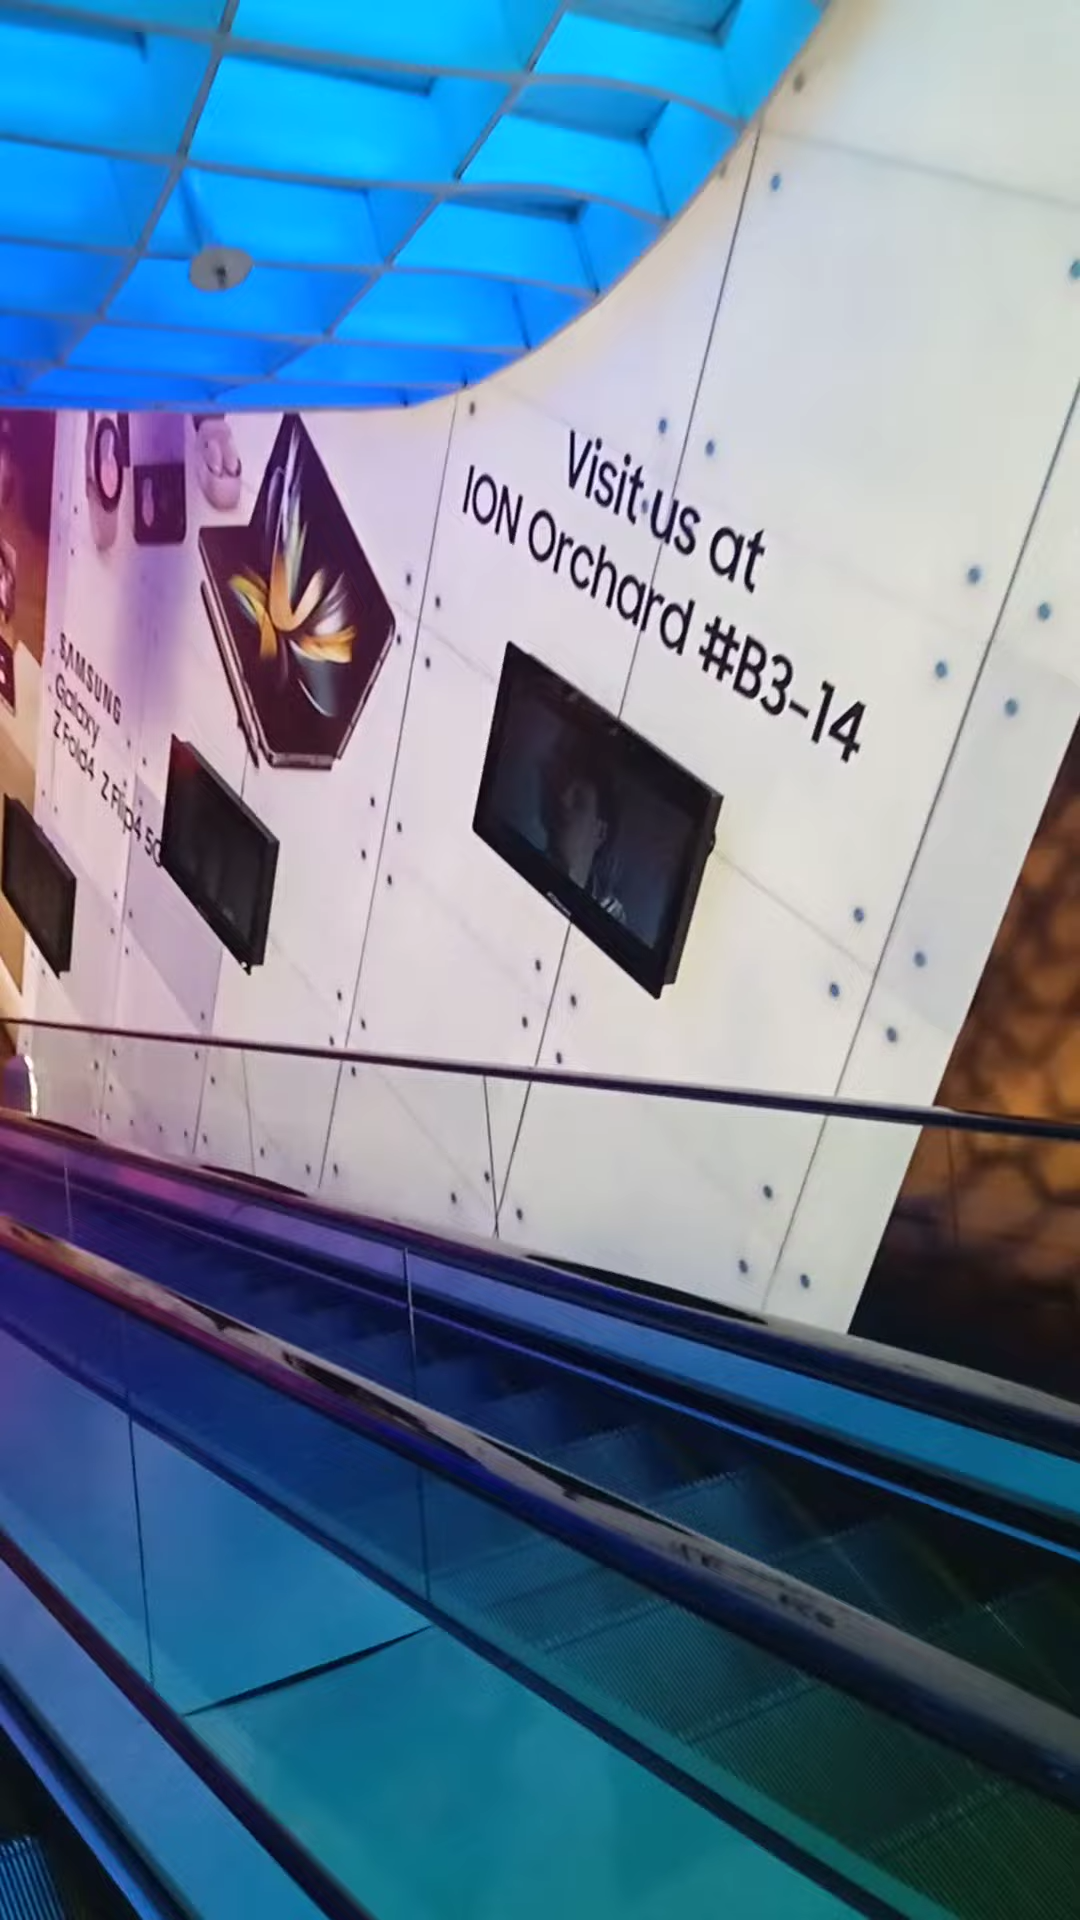 Visit us at
ION Orchard #B3-14
SAMSUNG
Galaxy
Z Fold4 Z Flip4 5G